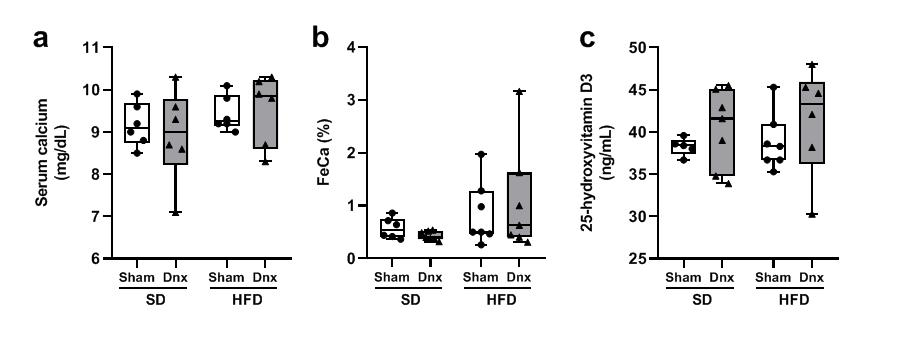 a
Serum calcium
(mg/dL)
11
10
9
8
7
6
Sham Dnx Sham Dnx
SD HFD
b
FeCa (%)
4
3
2
1
0
Sham Dnx Sham Dnx
SD HFD
c
25-hydroxyvitamin D3
(ng/mL)
50
45
40
35
30
25
Sham Dnx Sham Dnx
SD HFD